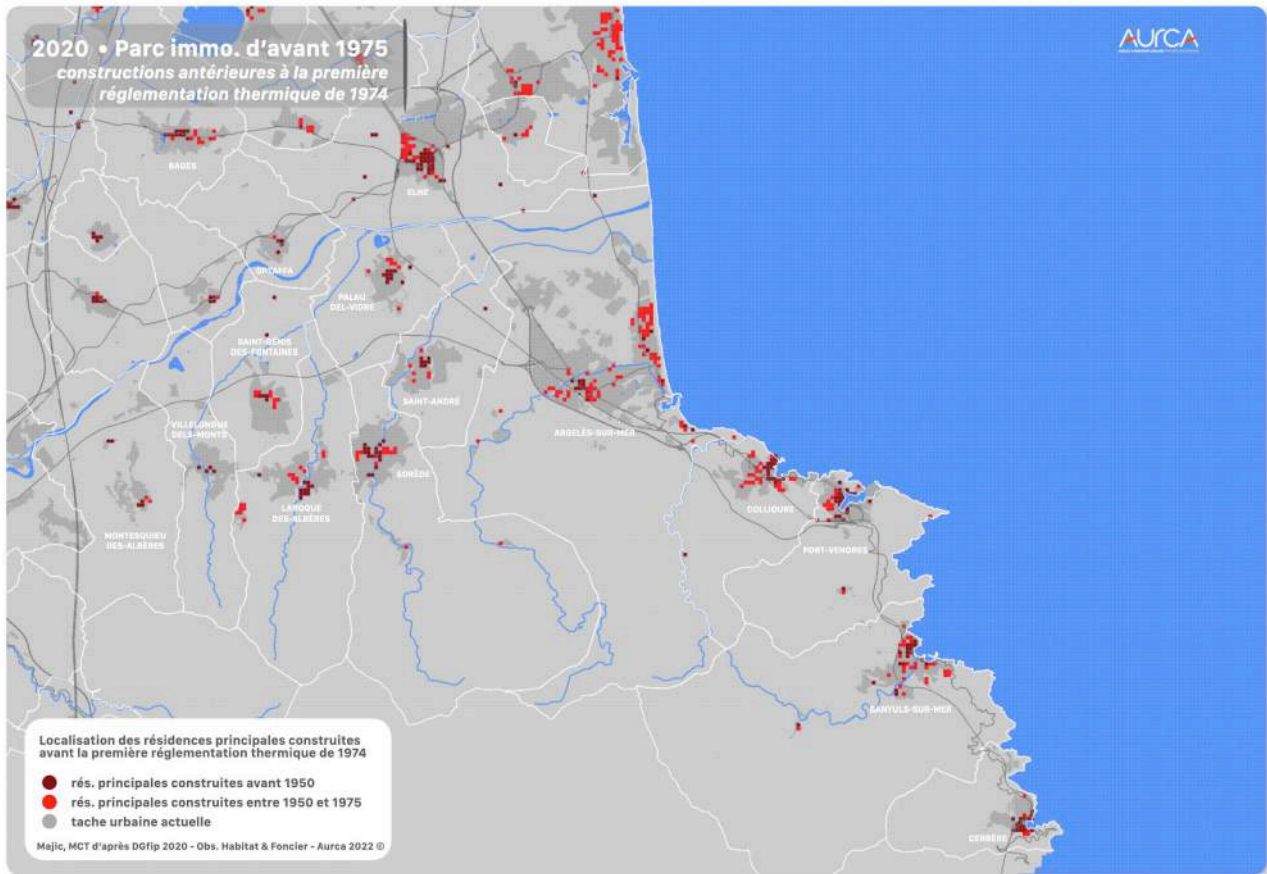 2020 • Parc immo. d'avant 1975
constructions antérieures à la première
réglementation thermique de 1974
AURCA
BAGES
ELNE
ORTAFFA
PALAU
DEL-VIDRE
SAINT-GÉNIS
DES-FONTAINES
SAINT-ANDRÉ
VILLELONGUE
DELS-MONTS
ARGELÈS-SUR-MER
SORÈDE
LAROQUE
DES-ALBÈRES
MONTESQUIEU
DES-ALBÈRES
COLLIOURE
PORT-VENDRES
BANYULS-SUR-MER
CERBÈRE
Localisation des résidences principales construites
avant la première réglementation thermique de 1974
rés. principales construites avant 1950
rés. principales construites entre 1950 et 1975
tache urbaine actuelle
Majic, MCT d'après DGfip 2020 - Obs. Habitat & Foncier - Aurca 2022 ©